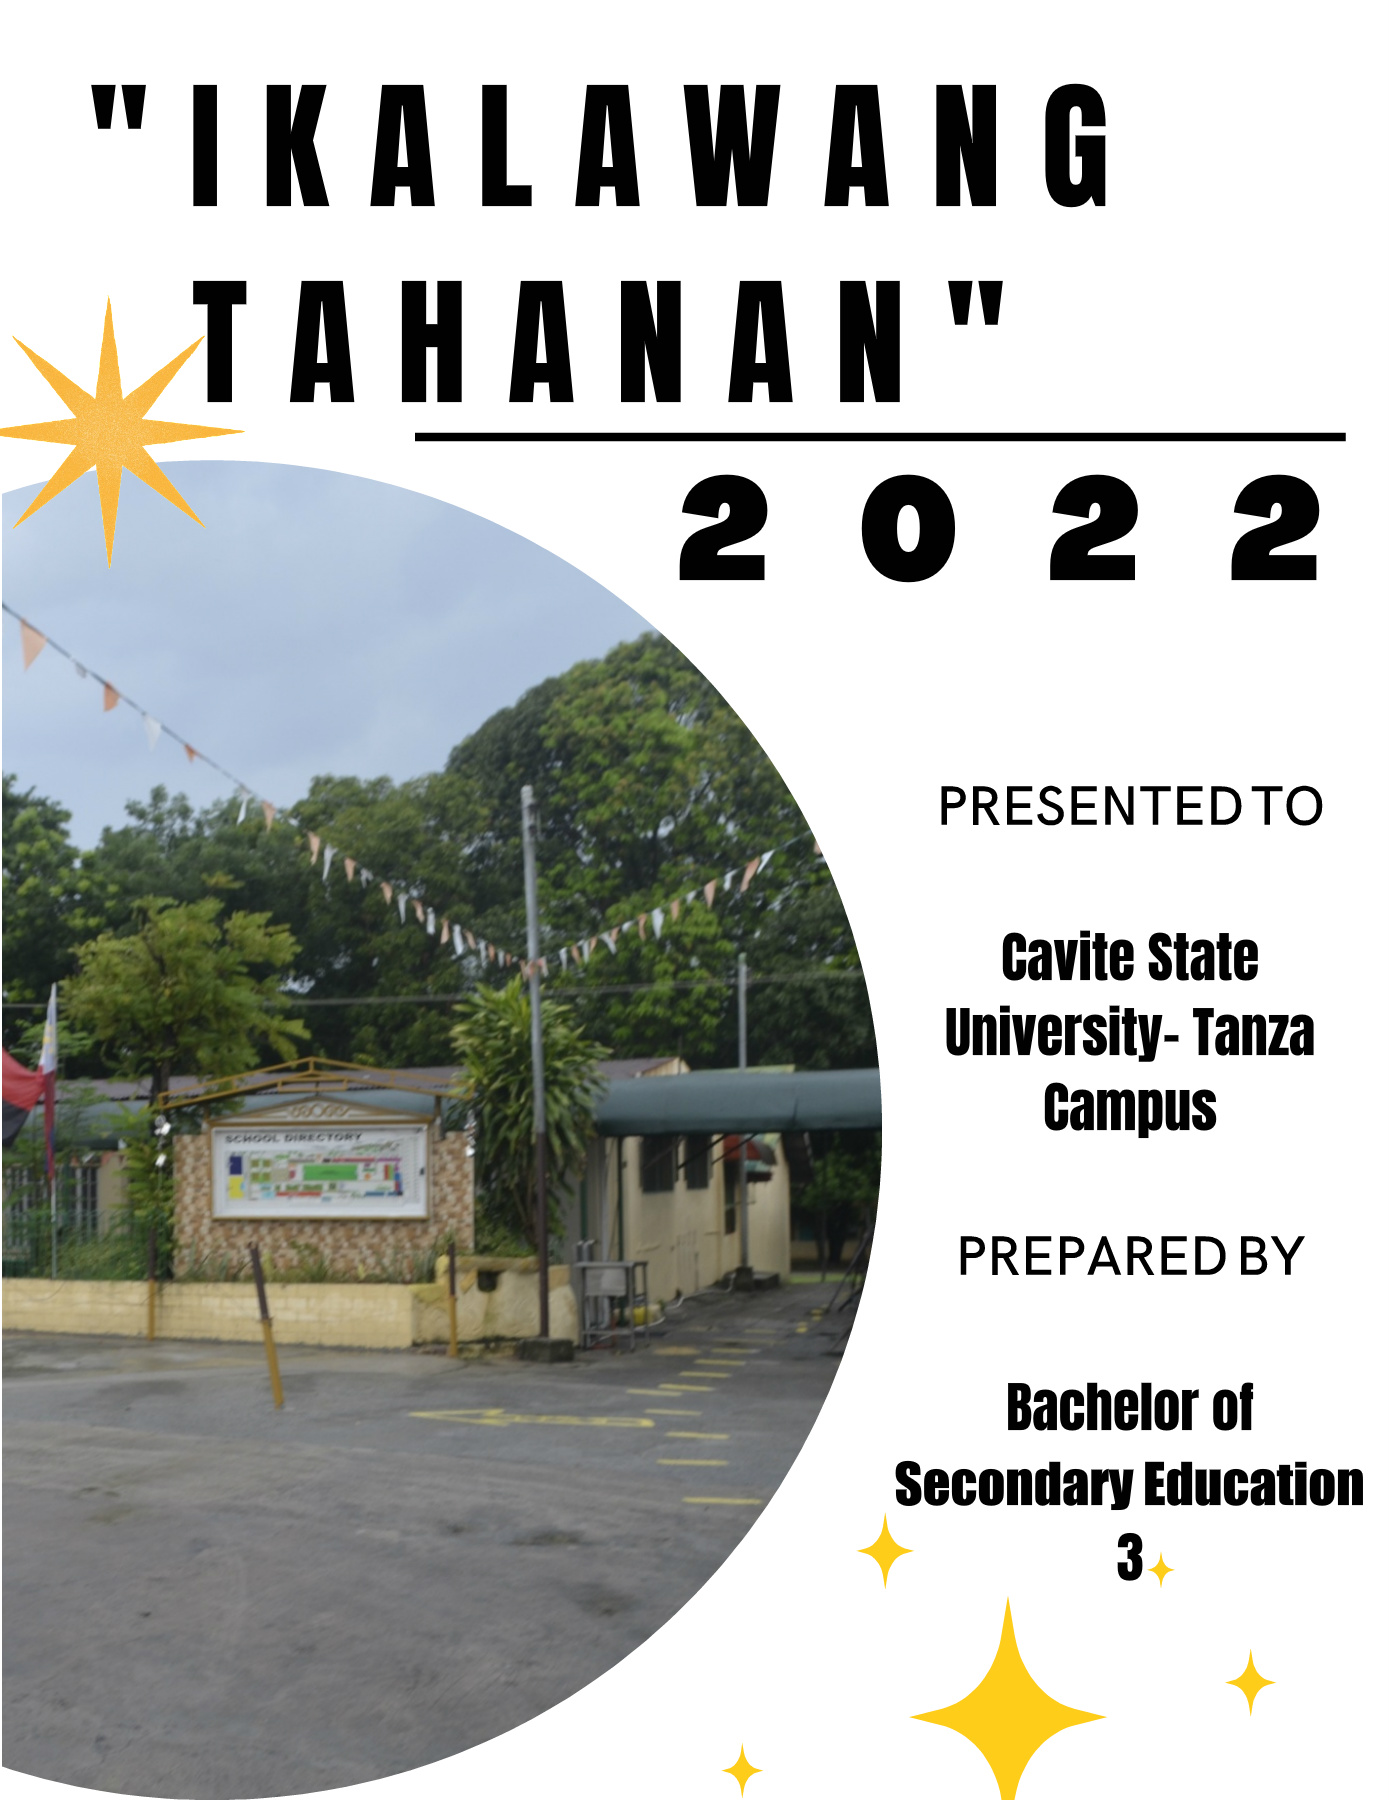 "IKALAWANG
TAHANAN"
2022
PRESENTED TO
Cavite State
University- Tanza
Campus
PREPARED BY
Bachelor of
Secondary Education
3
SCHOOL DIRECTORY